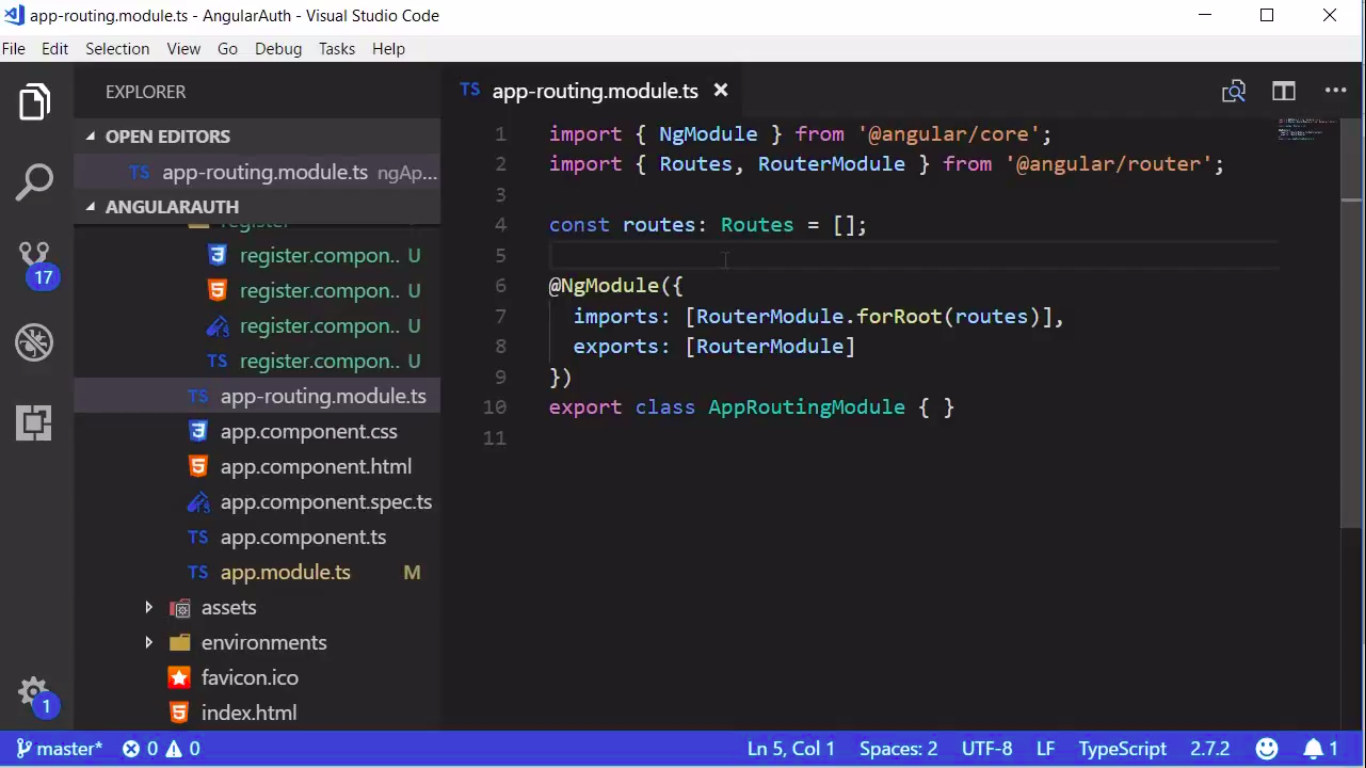 app-routing.module.ts - AngularAuth - Visual Studio Code
File Edit Selection View Go Debug Tasks Help
EXPLORER
OPEN EDITORS
TS app-routing.module.ts ngAp...
ANGULARAUTH
register
register.compon.. U
register.compon.. U
register.compon.. U
TS register.compon.. U
TS app-routing.module.ts
app.component.css
app.component.html
app.component.spec.ts
TS app.component.ts
TS app.module.ts M
assets
environments
favicon.ico
index.html
17
1
TS app-routing.module.ts
1 import { NgModule } from '@angular/core';
2 import { Routes, RouterModule } from '@angular/router';
3
4 const routes: Routes = [];
5
6 @NgModule({
7 imports: [RouterModule.forRoot(routes)],
8 exports: [RouterModule]
9 })
10 export class AppRoutingModule { }
11
master* 0 0 Ln 5, Col 1 Spaces: 2 UTF-8 LF TypeScript 2.7.2 1